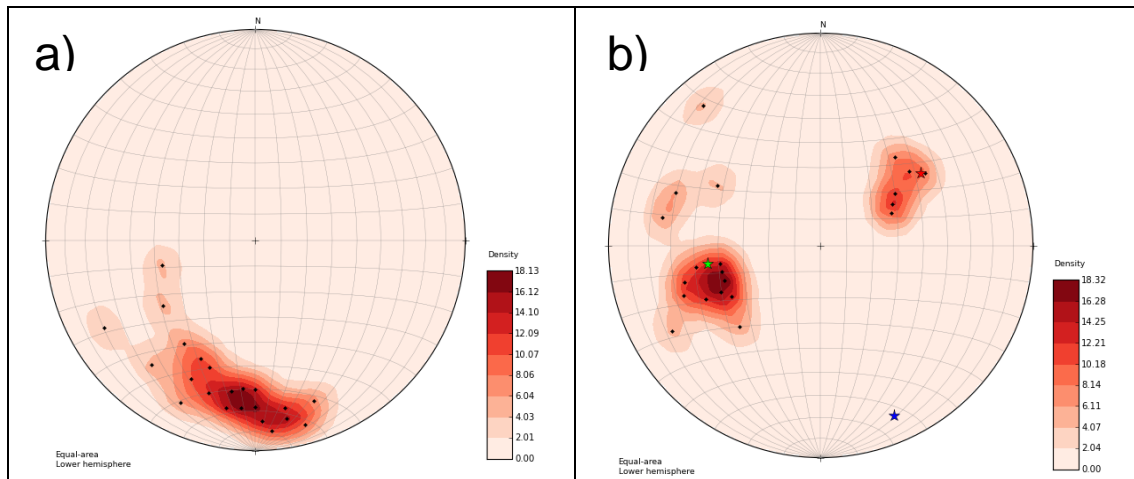 a)
N
Density
18.13
16.12
14.10
12.09
10.07
8.06
6.04
4.03
2.01
0.00
Equal-area
Lower hemisphere
b)
N
Density
18.32
16.28
14.25
12.21
10.18
8.14
6.11
4.07
2.04
0.00
Equal-area
Lower hemisphere